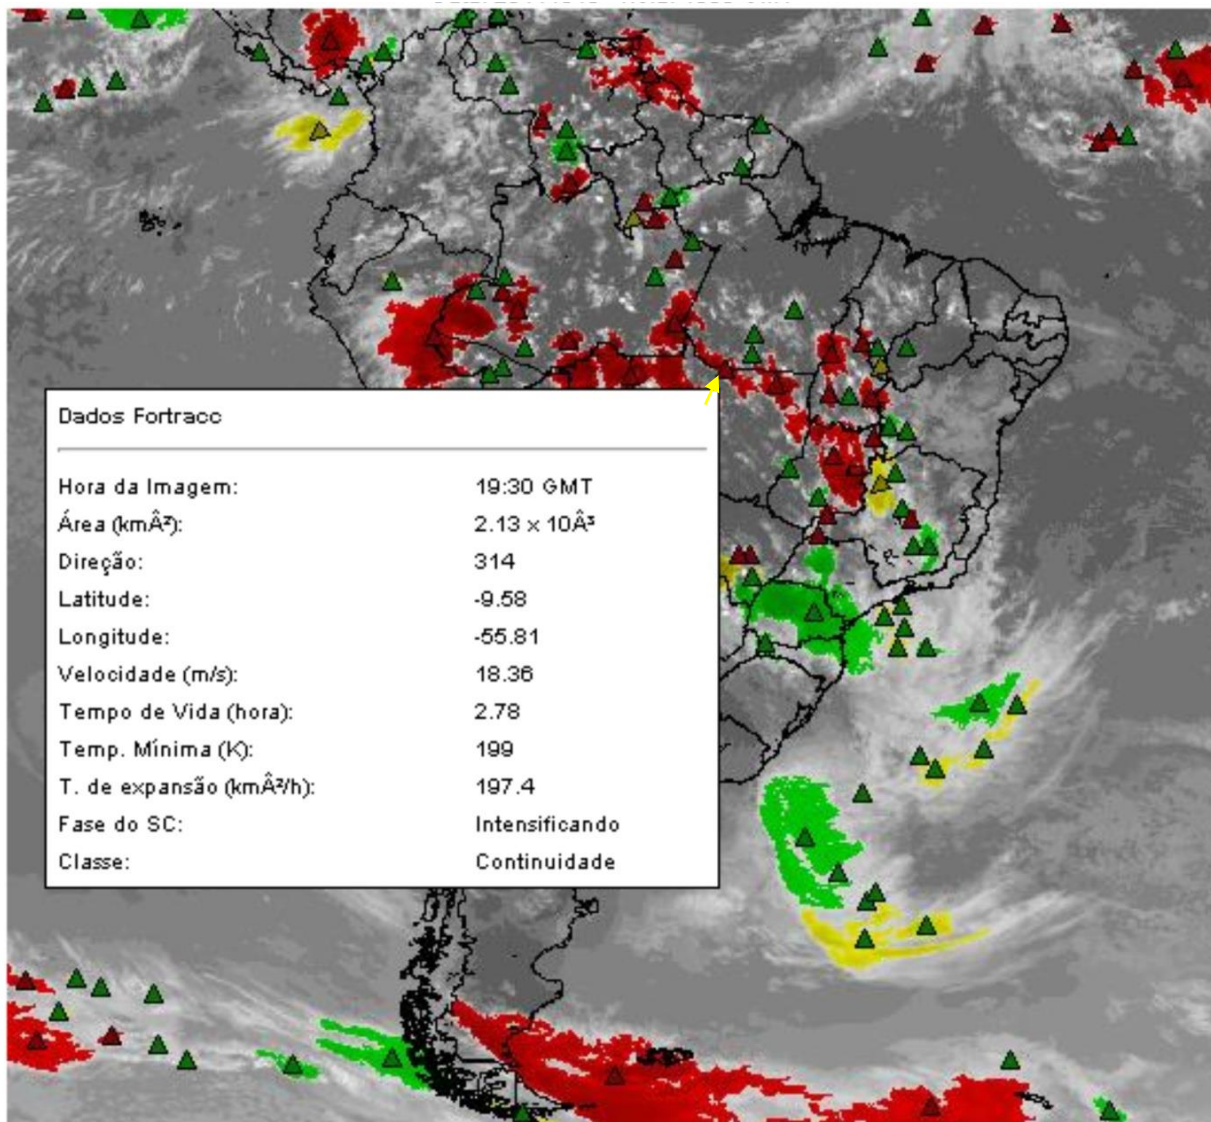 Dados Fortracc
Hora da Imagem: 19:30 GMT
Área (kmÂ²): 2.13 x 10Â³
Direção: 314
Latitude: -9.58
Longitude: -55.81
Velocidade (m/s): 18.36
Tempo de Vida (hora): 2.78
Temp. Mínima (K): 199
T. de expansão (kmÂ²/h): 197.4
Fase do SC: Intensificando
Classe: Continuidade